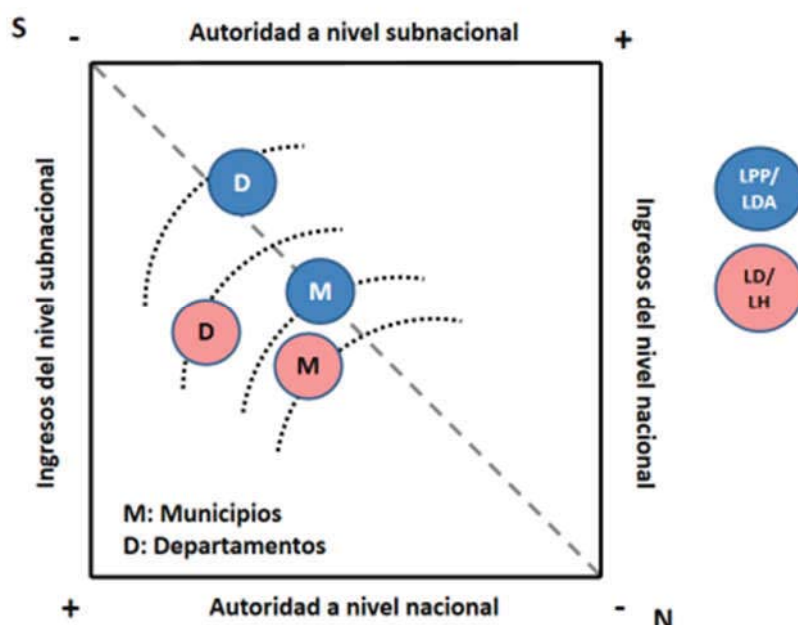 S
-
Autoridad a nivel subnacional
+
Ingresos del nivel subnacional
Ingresos del nivel nacional
D
M
D
M
LPP/
LDA
LD/
LH
M: Municipios
D: Departamentos
+
Autoridad a nivel nacional
-
N